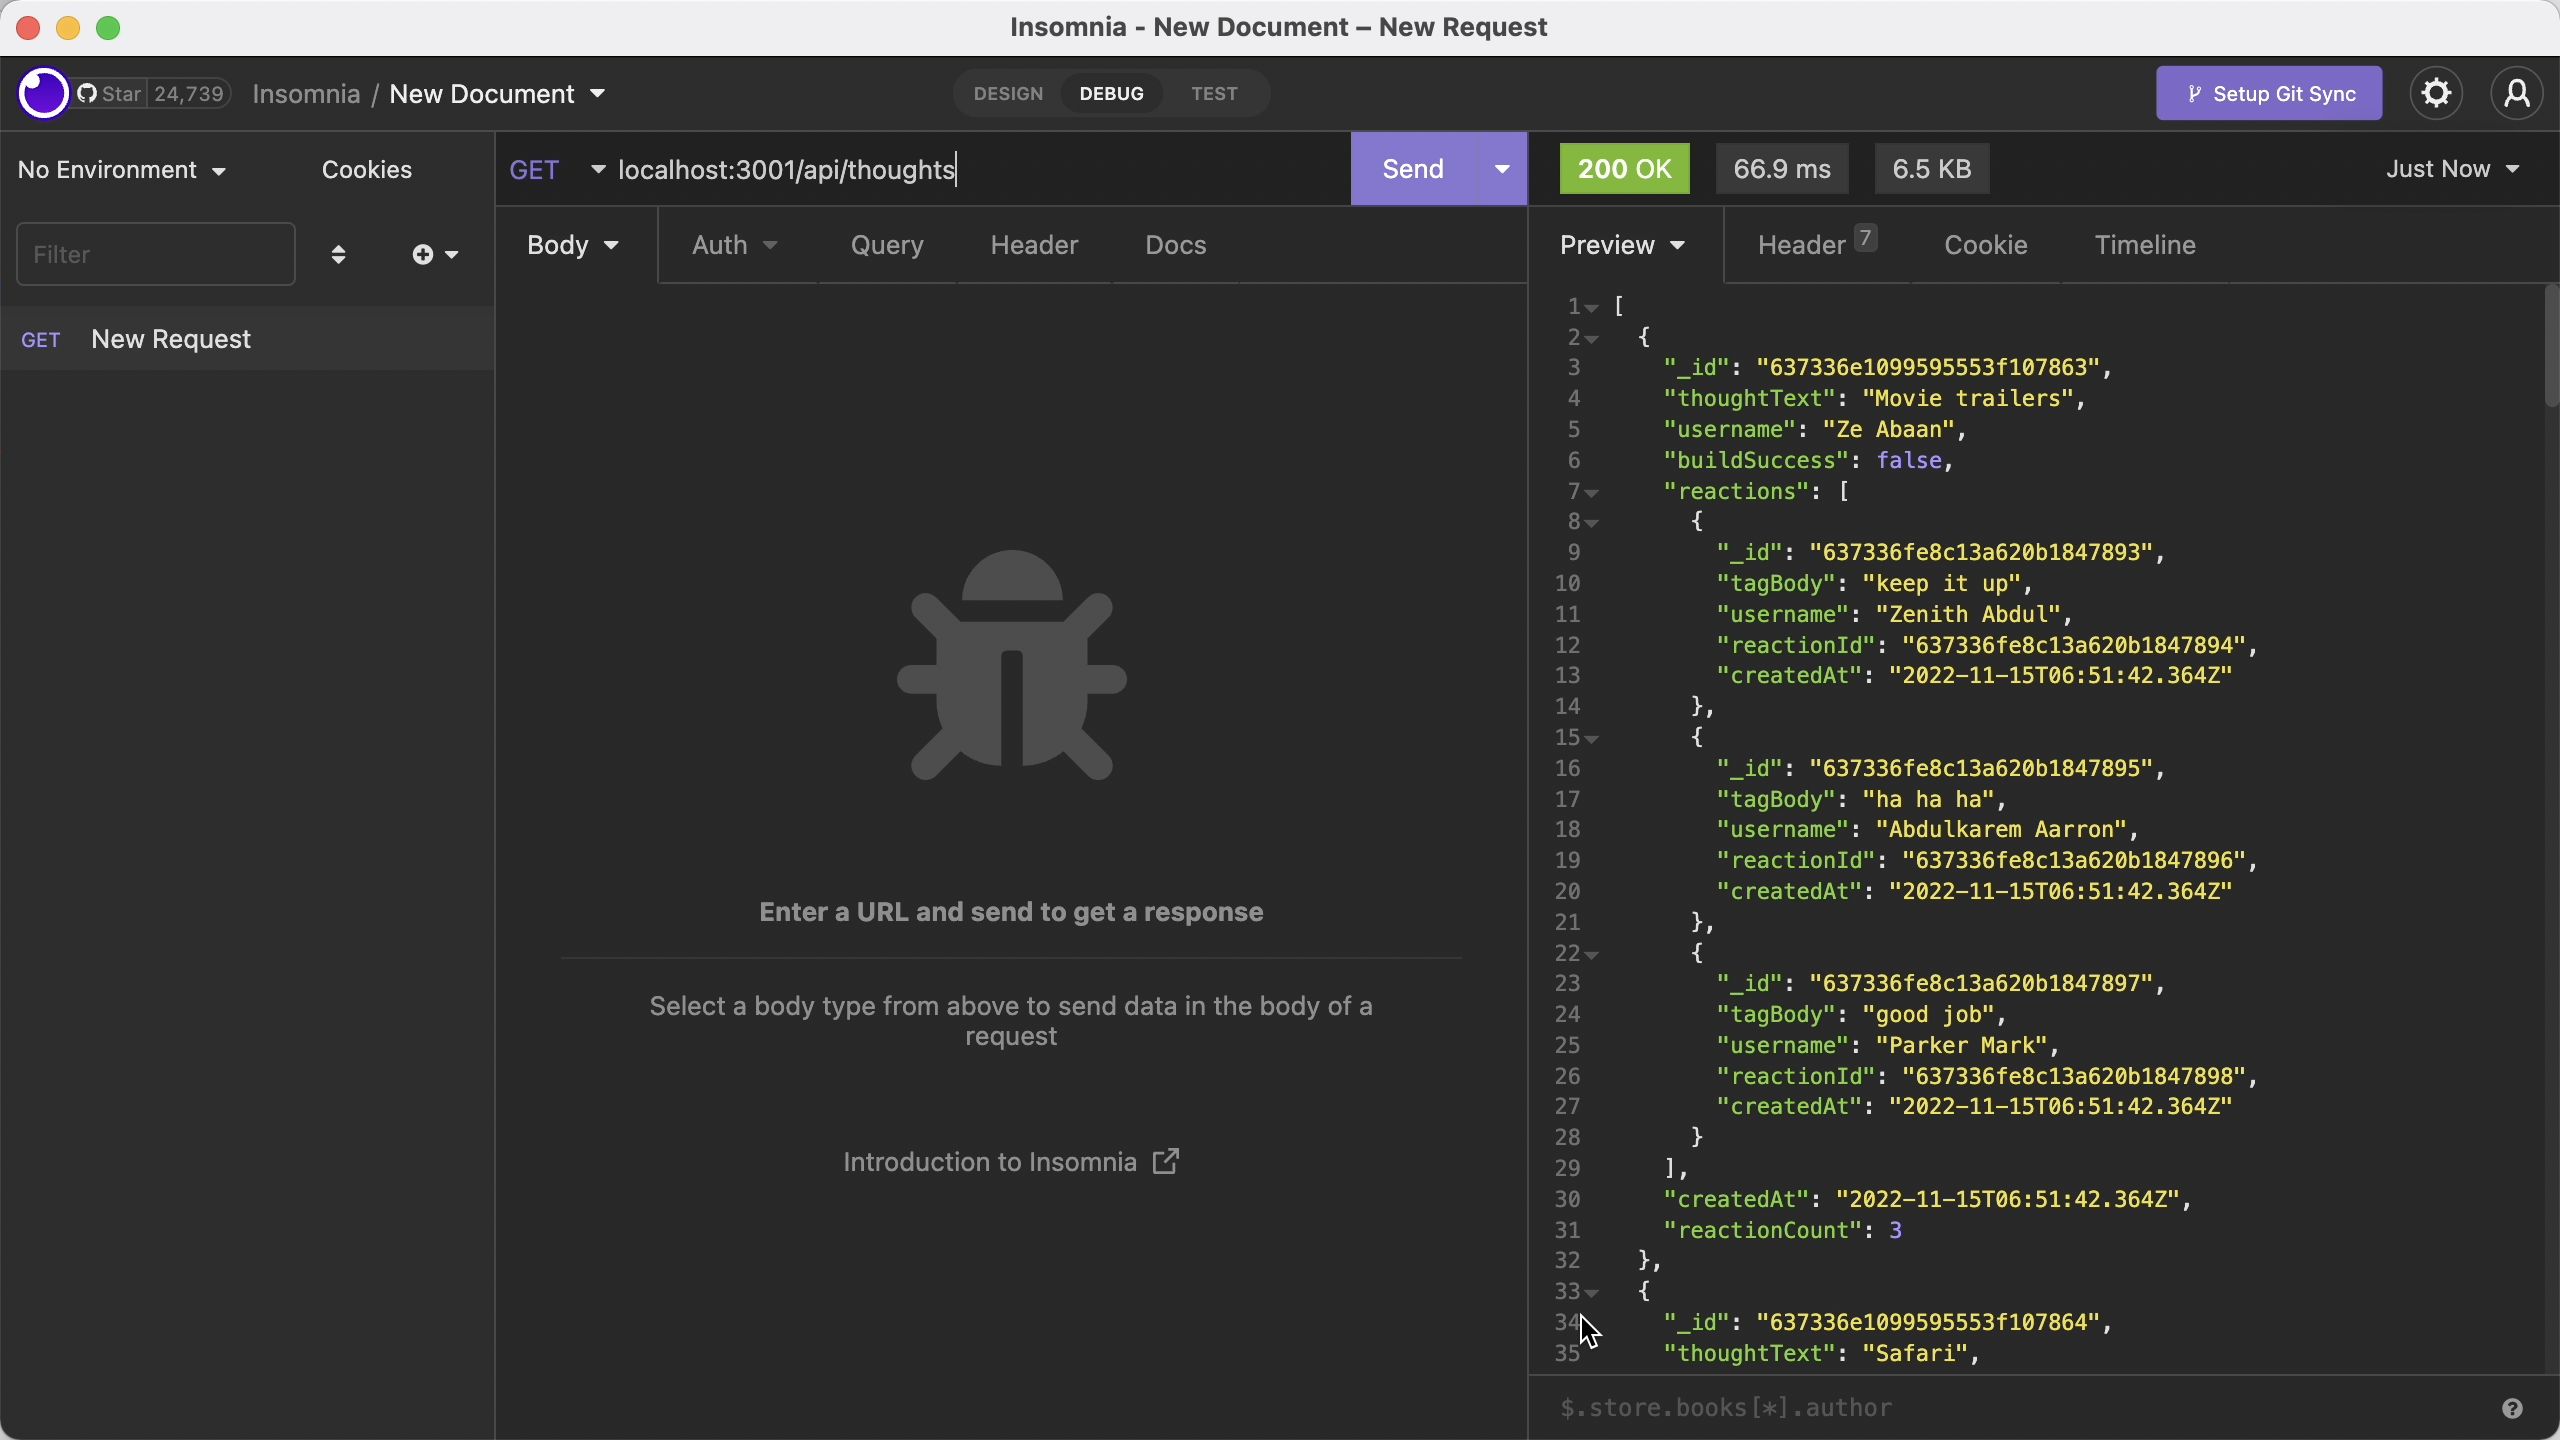 Insomnia - New Document – New Request
Star 24,739 Insomnia / New Document DESIGN DEBUG TEST Setup Git Sync
No Environment Cookies
GET localhost:3001/api/thoughts Send
200 OK 66.9 ms 6.5 KB Just Now
Filter
Body Auth Query Header Docs
Preview Header 7 Cookie Timeline
GET New Request
Enter a URL and send to get a response
Select a body type from above to send data in the body of a
request
Introduction to Insomnia
1 [
2 {
3 "_id": "637336e1099595553f107863",
4 "thoughtText": "Movie trailers",
5 "username": "Ze Abaan",
6 "buildSuccess": false,
7 "reactions": [
8 {
9 "_id": "637336fe8c13a620b1847893",
10 "tagBody": "keep it up",
11 "username": "Zenith Abdul",
12 "reactionId": "637336fe8c13a620b1847894",
13 "createdAt": "2022-11-15T06:51:42.364Z"
14 },
15 {
16 "_id": "637336fe8c13a620b1847895",
17 "tagBody": "ha ha ha",
18 "username": "Abdulkarem Aarron",
19 "reactionId": "637336fe8c13a620b1847896",
20 "createdAt": "2022-11-15T06:51:42.364Z"
21 },
22 {
23 "_id": "637336fe8c13a620b1847897",
24 "tagBody": "good job",
25 "username": "Parker Mark",
26 "reactionId": "637336fe8c13a620b1847898",
27 "createdAt": "2022-11-15T06:51:42.364Z"
28 }
29 ],
30 "createdAt": "2022-11-15T06:51:42.364Z",
31 "reactionCount": 3
32 },
33 {
34 "_id": "637336e1099595553f107864",
35 "thoughtText": "Safari",
$.store.books[*].author